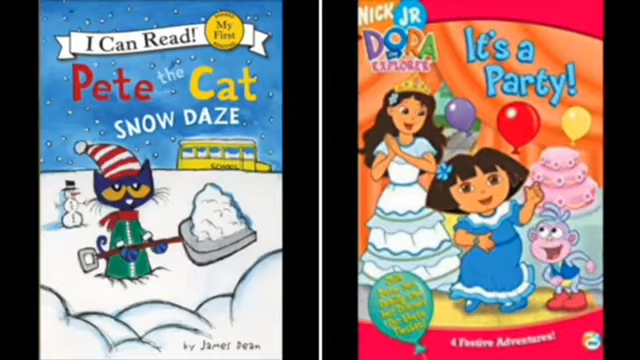 I Can Read!
My
First
Pete the Cat
SNOW DAZE
SCHOOL
by James Dean
NICK JR
DORA
the
EXPLORER
It's a
Party!
4 Festive Adventures!